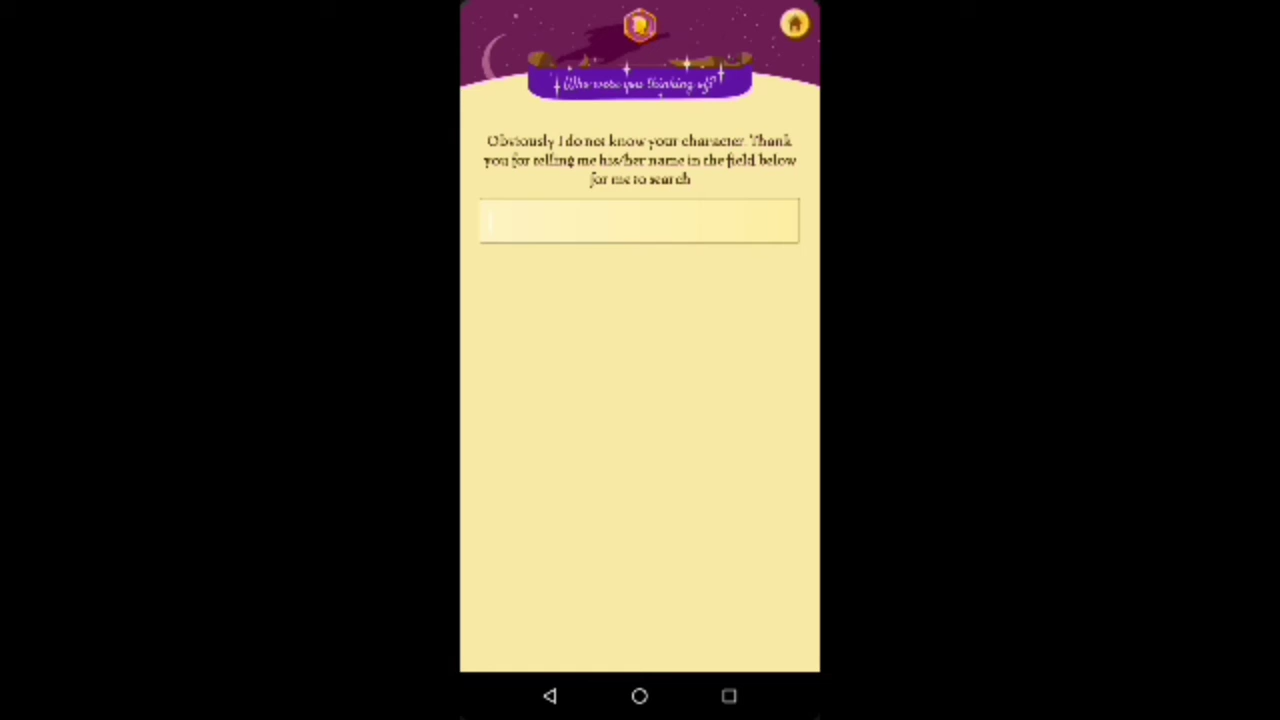 Who were you thinking of?
Obviously I do not know your character. Thank
you for telling me his/her name in the field below
for me to search